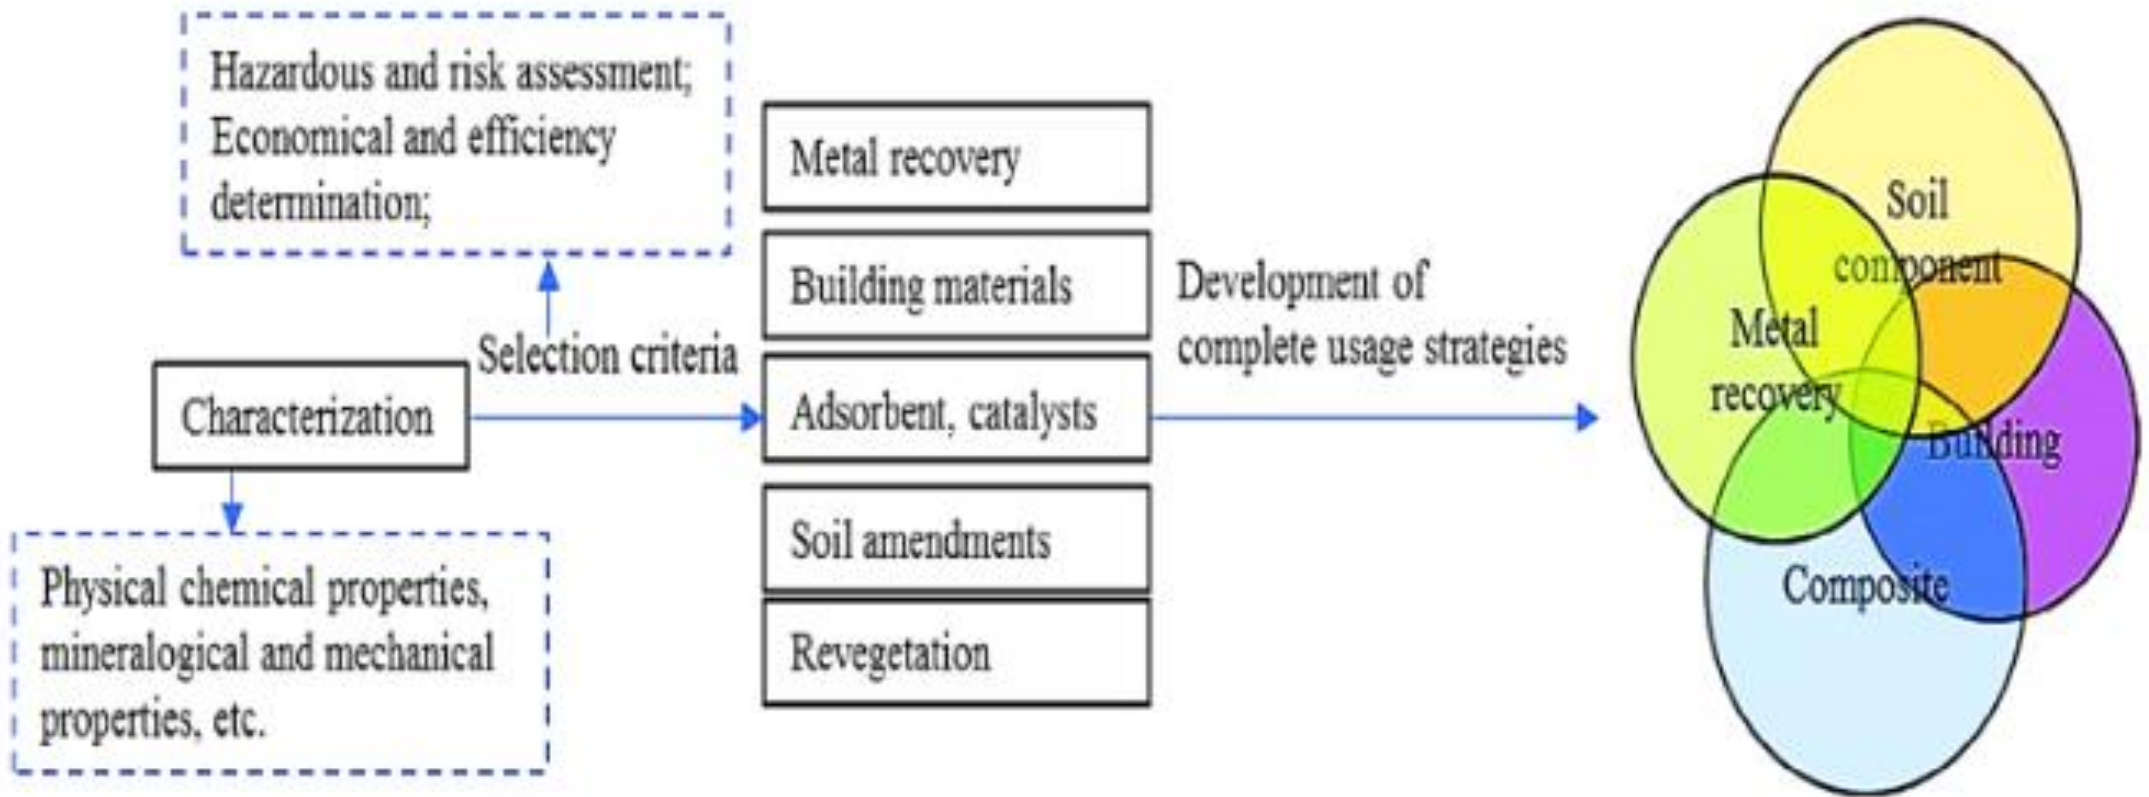 Hazardous and risk assessment;
Economical and efficiency
determination;
Selection criteria
Characterization
Physical chemical properties,
mineralogical and mechanical
properties, etc.
Metal recovery
Building materials
Adsorbent, catalysts
Soil amendments
Revegetation
Development of
complete usage strategies
Soil
component
Metal
recovery
Building
Composite